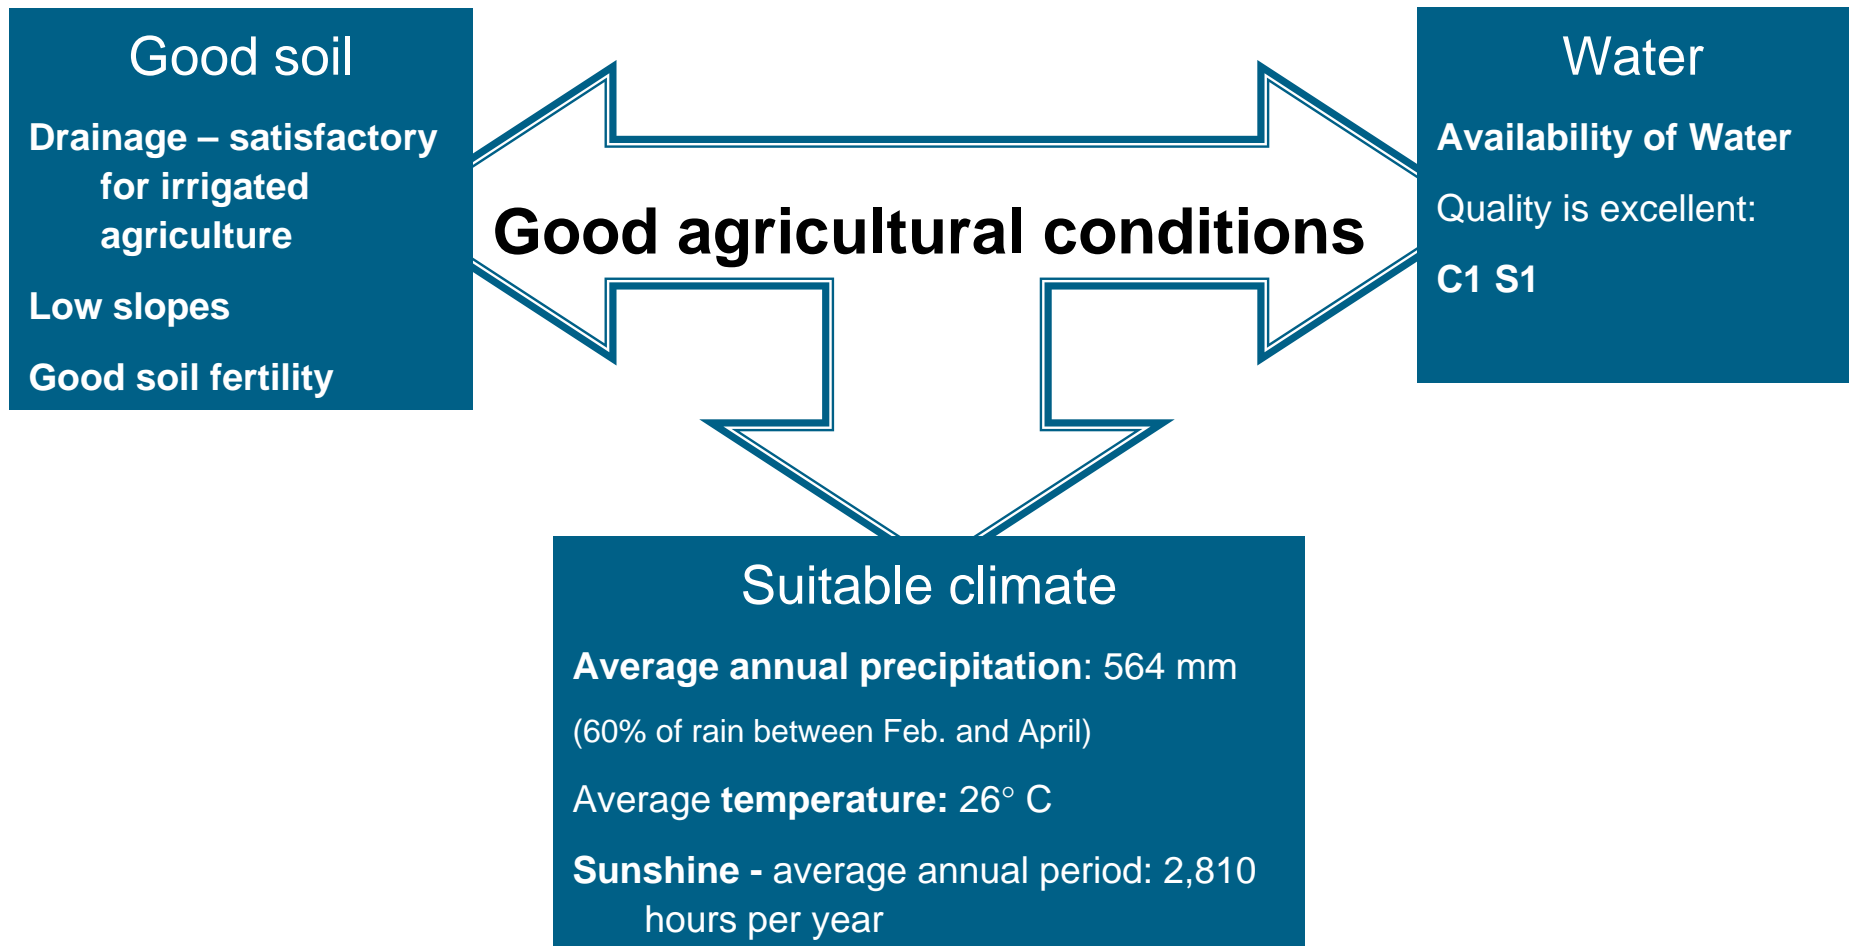 Good soil
Drainage – satisfactory
for irrigated
agriculture
Low slopes
Good soil fertility
Good agricultural conditions
Water
Availability of Water
Quality is excellent:
C1 S1
Suitable climate
Average annual precipitation: 564 mm
(60% of rain between Feb. and April)
Average temperature: 26° C
Sunshine - average annual period: 2,810
hours per year